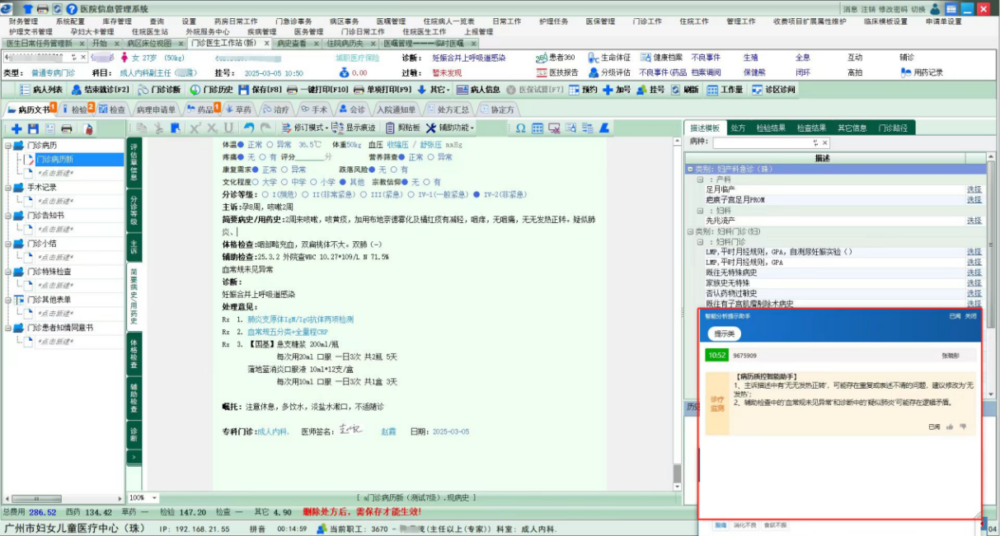 医院信息管理系统
消息 注销 修改密码 切换
财务管理 系统配置 库存管理 查询 设置 药房日常工作 门急诊事务 病区事务 医嘱管理 住院病人一览表 日常工作 护理任务 医保管理 门诊工作 住院工作 管理工作 收费项目扩展属性维护 临床模板设置 申请单设置
护理文书管理 孕妇大卡管理 住院医生站 外院服务中心 疾病管理 医务管理 门诊日常工作 住院医生工作 上报管理
医生日常任务管理新 × 开始 × 病区床位视图 × 门诊医生工作站(新) × 病史查看 × 住院病历夹 × 医嘱管理———临时医嘱 ×
女 27岁 (50kg) 城职医疗保险 诊断: 妊娠合并上呼吸道感染 患者360 生命体征 健康档案 不良事件 生殖 全息 互动 辅诊
类型: 普通专病门诊 科目: 成人内科副主任 挂号: 2025-03-05 10:50 0.00 过敏: 暂未发现 医技报告 分级评估 不良事件(药品 档案调阅 保健熊 闭环 高拍 用药记录
病人列表 结束就诊[F2] 门诊诊断 门诊历史 保存[F8] 一键打印[F10] 单项打印[F9] 其它· 病人信息 医保试算[F7] 预约 加号 挂号 刷新 工作量 诊区诊间
病历文书 1 检验 2 检查 病理申请单 药品 1 草药 治疗 手术 会诊 入院通知单 处方汇总 协定方
修订模式· 显示痕迹 剪贴板 辅助功能·
门诊病历
门诊病历新
*点击新建*
手术记录
*点击新建*
门诊告知书
*点击新建*
门诊小结
*点击新建*
门诊特殊检查
*点击新建*
门诊其他表单
*点击新建*
门诊患者知情同意书
*点击新建*
评估章信息
分诊等级
主诉
简要病史/用药史
体格检查
辅助检查
诊断
体温 正常 异常 36.5℃ 体重50kg 血压 收缩压 / 舒张压 mmHg
疼痛 无 有 评分______分 营养筛查 正常 异常
康复需求 正常 异常 跌落风险 无 有
文化程度 大学 中学 小学 其他 宗教信仰 无 有
分诊等级: I(濒危) II(非常紧急) III(紧急) IV-1(一般紧急) IV-2(非紧急)
主诉:孕8周, 咳嗽2周
简要病史/用药史:2周来咳嗽, 咳黄痰, 加用布地奈德雾化及橘红痰有减轻, 咽痒, 无咽痛, 无无发热正转。疑似肺
炎、
体格检查:咽部略充血, 双扁桃体不大。双肺 (-)
辅助检查:25.3.2 外院查WBC 10.27*109/L N 71.5%
血常规未见异常
诊断:
妊娠合并上呼吸道感染
处理意见:
Rx 1. 肺炎支原体IgM/IgG抗体两项检测
Rx 2. 血常规五分类+全量程CRP
Rx 3. 【国基】急支糖浆 200ml/瓶
每次用20ml 口服 一日3次 共2瓶 5天
蒲地蓝消炎口服液 10ml*12支/盒
每次用10ml 口服 一日3次 共1盒 3天
嘱托: 注意休息, 多饮水, 淡盐水漱口, 不适随诊
专科门诊:成人内科. 医师签名: 赵霞 日期: 2025-03-05
100% [ a门诊病历新 (测试7级) .现病史 ]
描述模板 处方 检验结果 检查结果 其它信息 门诊路径
病种:
描述
类别: 妇产科急诊 (珠)
: 产科
足月临产 选择
疤痕子宫足月PROM 选择
: 妇科
先兆流产 选择
类别: 妇科门诊(妇)
: 妇科门诊
LMP,平时月经规则, GPA, 自测尿妊娠实验 () 选择
LMP,平时月经规则, GPA 选择
既往无特殊病史 选择
家族史无特殊 选择
否认药物过敏史 选择
既往有子宫肌瘤剔除术病史 选择
智能分析提示助手 已阅 关闭
提示类
10:52 9675909
诊疗监测
【病历质控智能助手】
1、主诉描述中有'无无发热正转', 可能存在重复或表述不清的问题, 建议修改为'无
发热';
2、辅助检查中的'血常规未见异常'和诊断中的'疑似肺炎'可能存在逻辑矛盾。
已阅
胎痛 消化不良 食欲不振
总费用 286.52 西药 134.42 草药 — 检验 147.20 检查 — 其它 4.90 删除处方后, 需保存才能生效!
广州市妇女儿童医疗中心 (珠) IP: 192.168.21.55 拼音 00:14:59 当前职工: 3670 - 茂(主任以上(专家)) 科室: 成人内科.
04